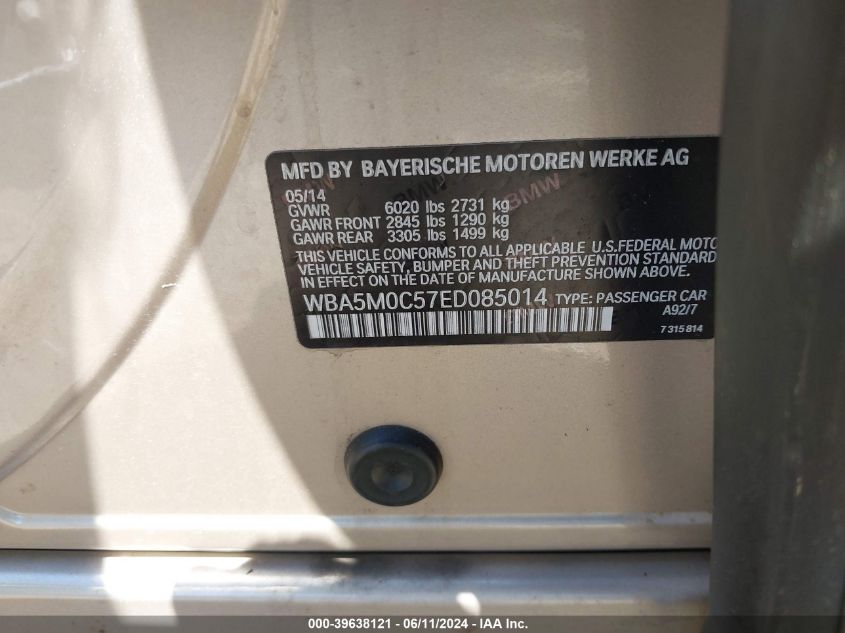 MFD BY BAYERISCHE MOTOREN WERKE AG
05/14
GVWR 6020 lbs 2731 kg
GAWR FRONT 2845 lbs 1290 kg
GAWR REAR 3305 lbs 1499 kg
THIS VEHICLE CONFORMS TO ALL APPLICABLE U.S.FEDERAL MOTO
VEHICLE SAFETY, BUMPER AND THEFT PREVENTION STANDARD
IN EFFECT ON THE DATE OF MANUFACTURE SHOWN ABOVE.
WBA5M0C57ED085014 TYPE: PASSENGER CAR
A92/7
7 315 814
BMW
BMW
000-39638121 - 06/11/2024 - IAA Inc.